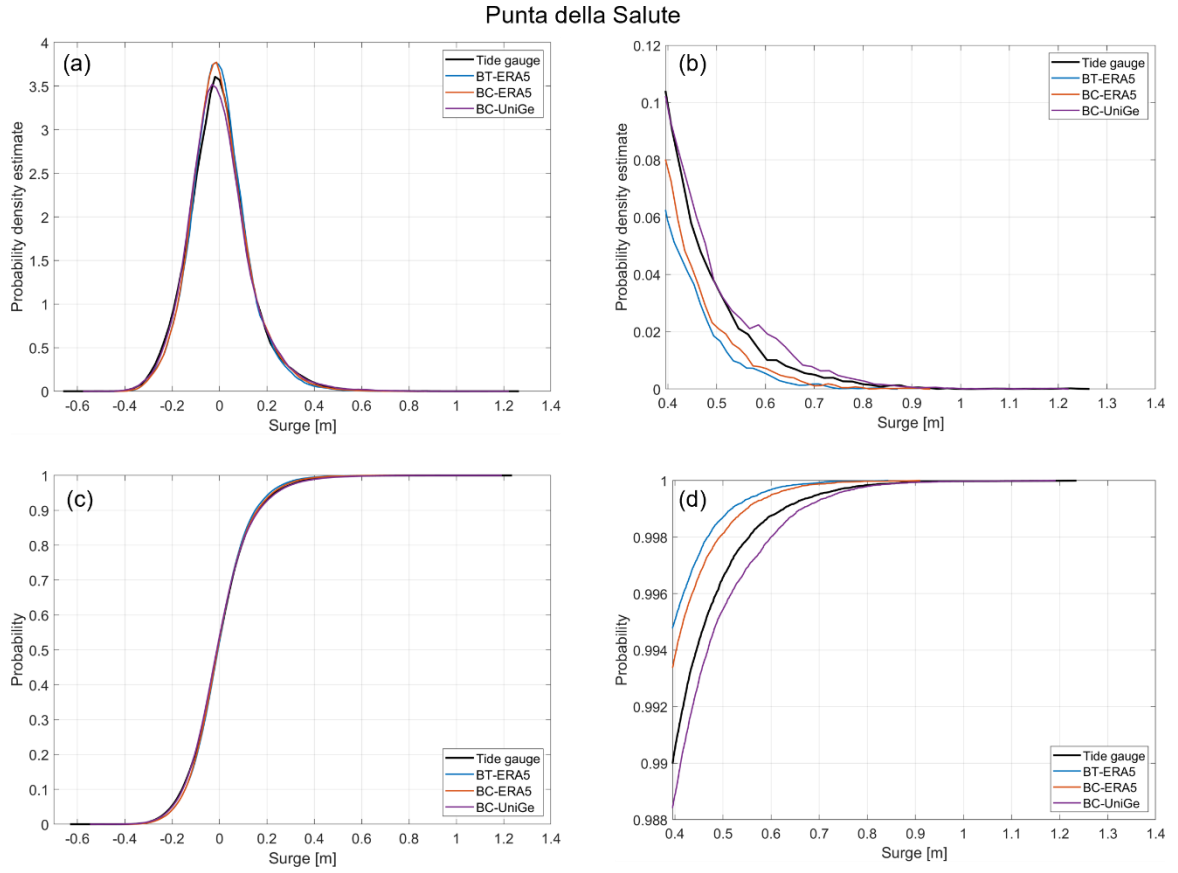 Punta della Salute
(a)
Probability density estimate
4
3.5
3
2.5
2
1.5
1
0.5
0
-0.6 -0.4 -0.2 0 0.2 0.4 0.6 0.8 1 1.2 1.4
Surge [m]
Tide gauge
BT-ERA5
BC-ERA5
BC-UniGe
(b)
Probability density estimate
0.12
0.1
0.08
0.06
0.04
0.02
0
0.4 0.5 0.6 0.7 0.8 0.9 1 1.1 1.2 1.3 1.4
Surge [m]
Tide gauge
BT-ERA5
BC-ERA5
BC-UniGe
(c)
Probability
1
0.9
0.8
0.7
0.6
0.5
0.4
0.3
0.2
0.1
0
-0.6 -0.4 -0.2 0 0.2 0.4 0.6 0.8 1 1.2 1.4
Surge [m]
Tide gauge
BT-ERA5
BC-ERA5
BC-UniGe
(d)
Probability
1
0.998
0.996
0.994
0.992
0.99
0.988
0.4 0.5 0.6 0.7 0.8 0.9 1 1.1 1.2 1.3 1.4
Surge [m]
Tide gauge
BT-ERA5
BC-ERA5
BC-UniGe